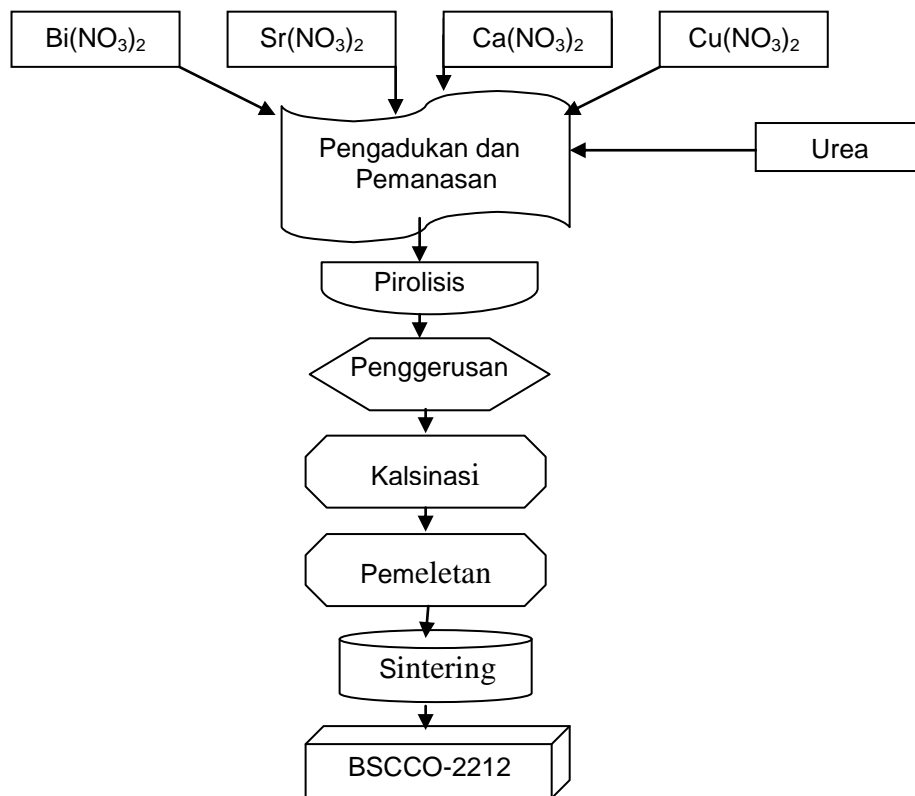 Bi(NO₃)₂
Sr(NO₃)₂
Ca(NO₃)₂
Cu(NO₃)₂
Pengadukan dan
Pemanasan
Urea
Pirolisis
Penggerusan
Kalsinasi
Pemeletan
Sintering
BSCCO-2212